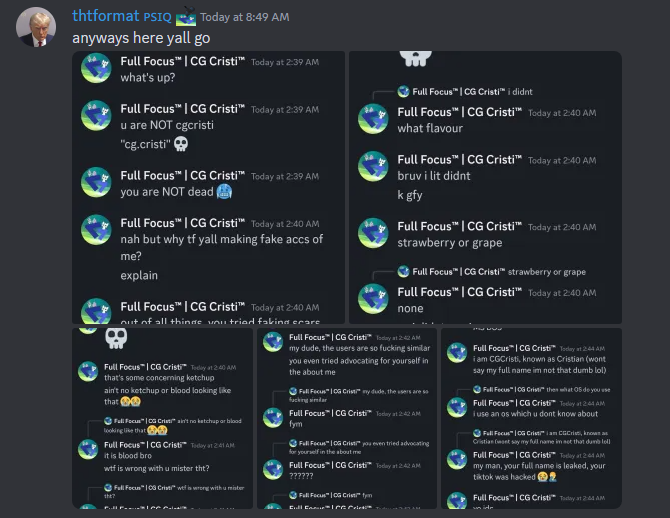 thtformat PSIQ Today at 8:49 AM
anyways here yall go
Full Focus™ | CG Cristi™ Today at 2:39 AM
what's up?
Full Focus™ | CG Cristi™ Today at 2:39 AM
u are NOT cgcristi
"cg.cristi" 💀
Full Focus™ | CG Cristi™ Today at 2:39 AM
you are NOT dead 🥶
Full Focus™ | CG Cristi™ Today at 2:40 AM
nah but why tf yall making fake accs of
me?
explain
Full Focus™ | CG Cristi™ Today at 2:40 AM
out of all things, you tried faking scars
Full Focus™ | CG Cristi™ i didnt
Full Focus™ | CG Cristi™ Today at 2:40 AM
what flavour
Full Focus™ | CG Cristi™ Today at 2:40 AM
bruv i lit didnt
k gfy
Full Focus™ | CG Cristi™ Today at 2:40 AM
strawberry or grape
Full Focus™ | CG Cristi™ strawberry or grape
Full Focus™ | CG Cristi™ Today at 2:40 AM
none
Full Focus™ | CG Cristi™ Today at 2:40 AM
that's some concerning ketchup
ain't no ketchup or blood looking like
that 😭😭
Full Focus™ | CG Cristi™ ain't no ketchup or blood
looking like that 😭😭
Full Focus™ | CG Cristi™ Today at 2:41 AM
it is blood bro
wtf is wrong with u mister tht?
Full Focus™ | CG Cristi™ wtf is wrong with u mister
tht?
Full Focus™ | CG Cristi™ Today at 2:42 AM
my dude, the users are so fucking similar
you even tried advocating for yourself in
the about me
Full Focus™ | CG Cristi™ my dude, the users are so
fucking similar
Full Focus™ | CG Cristi™ Today at 2:42 AM
fym
Full Focus™ | CG Cristi™ you even tried advocating
for yourself in the about me
Full Focus™ | CG Cristi™ Today at 2:42 AM
??????
Full Focus™ | CG Cristi™ fym
Full Focus™ | CG Cristi™ Today at 2:42 AM
MS DOS
Full Focus™ | CG Cristi™ Today at 2:44 AM
i am CGCristi, known as Cristian (wont
say my full name im not that dumb lol)
Full Focus™ | CG Cristi™ then what OS do you use
Full Focus™ | CG Cristi™ Today at 2:44 AM
i use an os which u dont know about
Full Focus™ | CG Cristi™ i am CGCristi, known as
Cristian (wont say my full name im not that dumb lol)
Full Focus™ | CG Cristi™ Today at 2:44 AM
my man, your full name is leaked, your
tiktok was hacked 😭🤦
Full Focus™ | CG Cristi™ Today at 2:44 AM